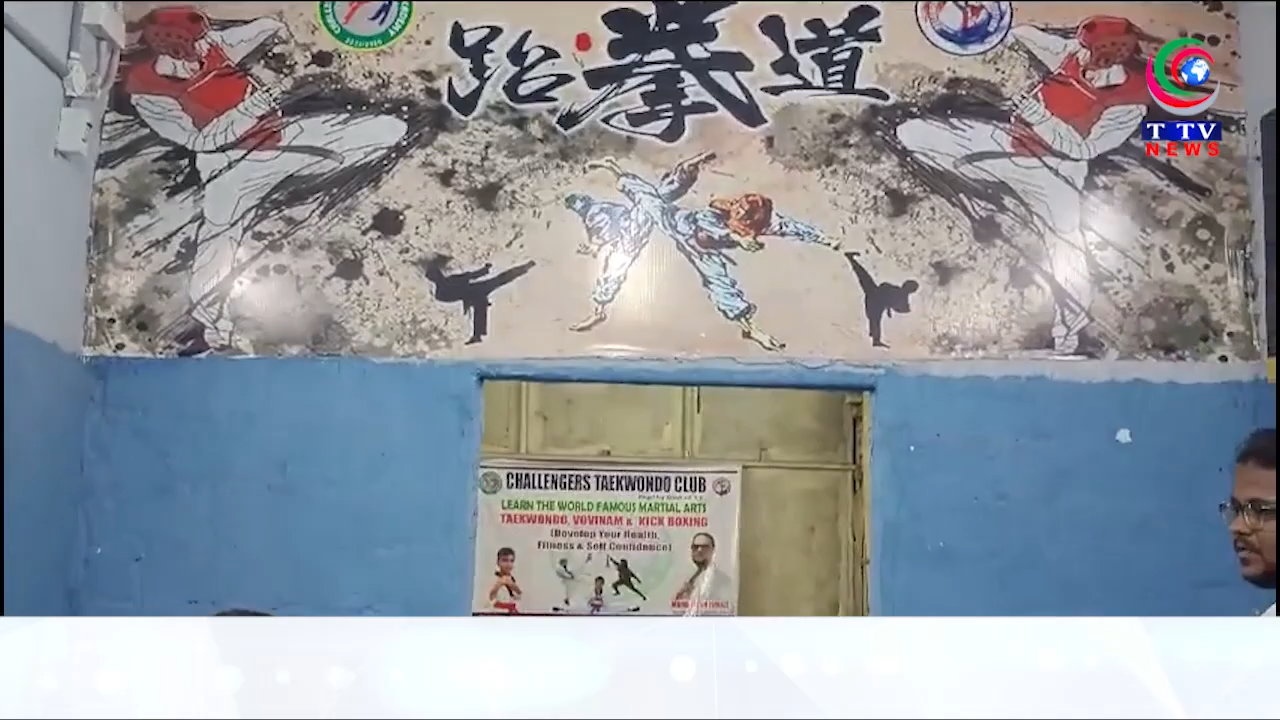 跆拳道
T TV
NEWS
CHALLENGERS TAEKWONDO CLUB
LEARN THE WORLD FAMOUS MARTIAL ARTS
TAEKWONDO, VOVINAM & KICK BOXING
(Develop Your Health,
Fitness & Self Confidence)